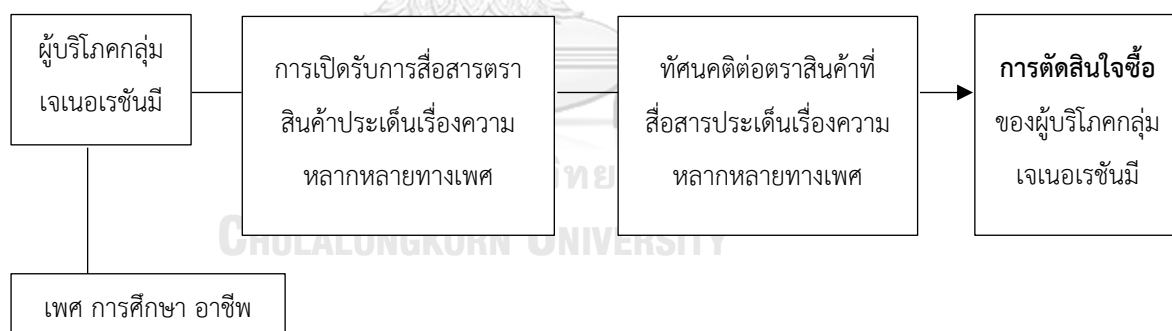 ผู้บริโภคกลุ่ม
เจเนอเรชันมี
การเปิดรับการสื่อสารตรา
สินค้าประเด็นเรื่องความ
หลากหลายทางเพศ
ทัศนคติต่อตราสินค้าที่
สื่อสารประเด็นเรื่องความ
หลากหลายทางเพศ
การตัดสินใจซื้อ
ของผู้บริโภคกลุ่ม
เจเนอเรชันมี
CHULALONGKORN UNIVERSITY
เพศ การศึกษา อาชีพ